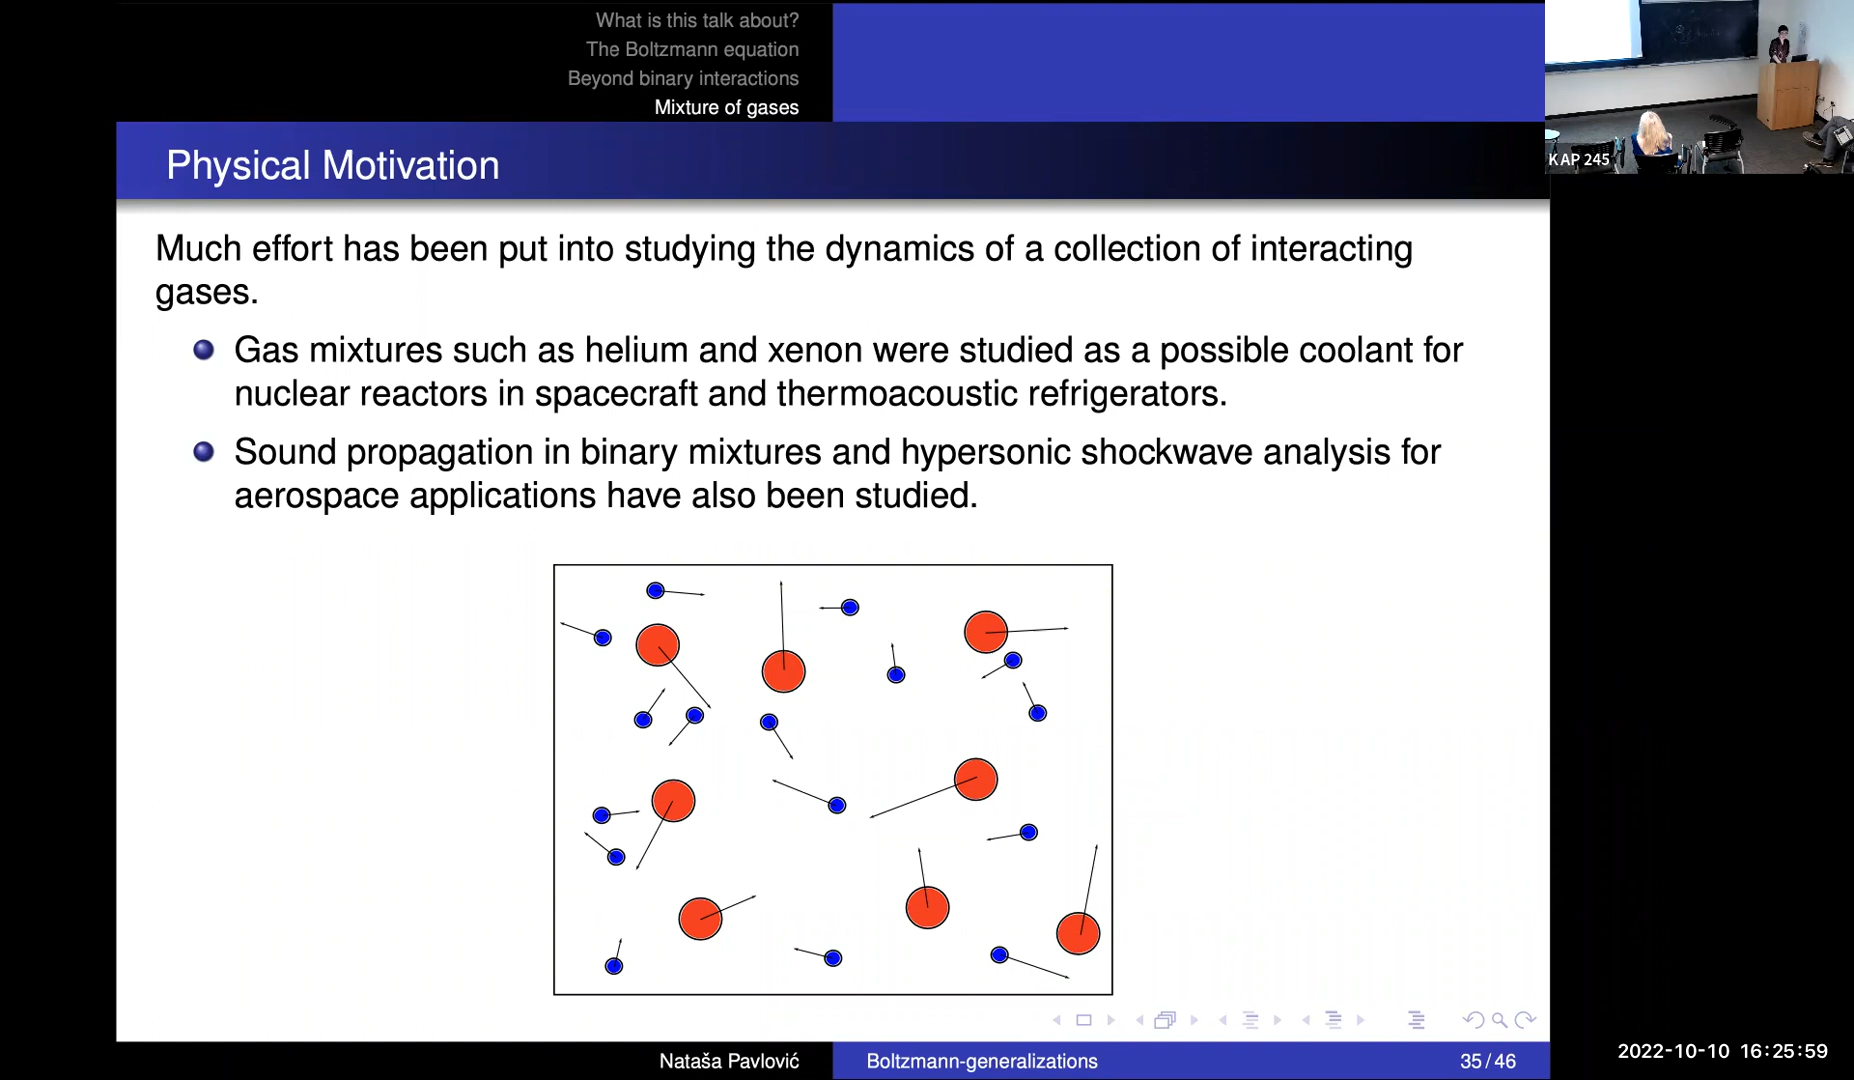 What is this talk about?
The Boltzmann equation
Beyond binary interactions
Mixture of gases
KAP 245
Physical Motivation
Much effort has been put into studying the dynamics of a collection of interacting
gases.
Gas mixtures such as helium and xenon were studied as a possible coolant for
nuclear reactors in spacecraft and thermoacoustic refrigerators.
Sound propagation in binary mixtures and hypersonic shockwave analysis for
aerospace applications have also been studied.
Nataša Pavlović
Boltzmann-generalizations
35 / 46
2022-10-10 16:25:59